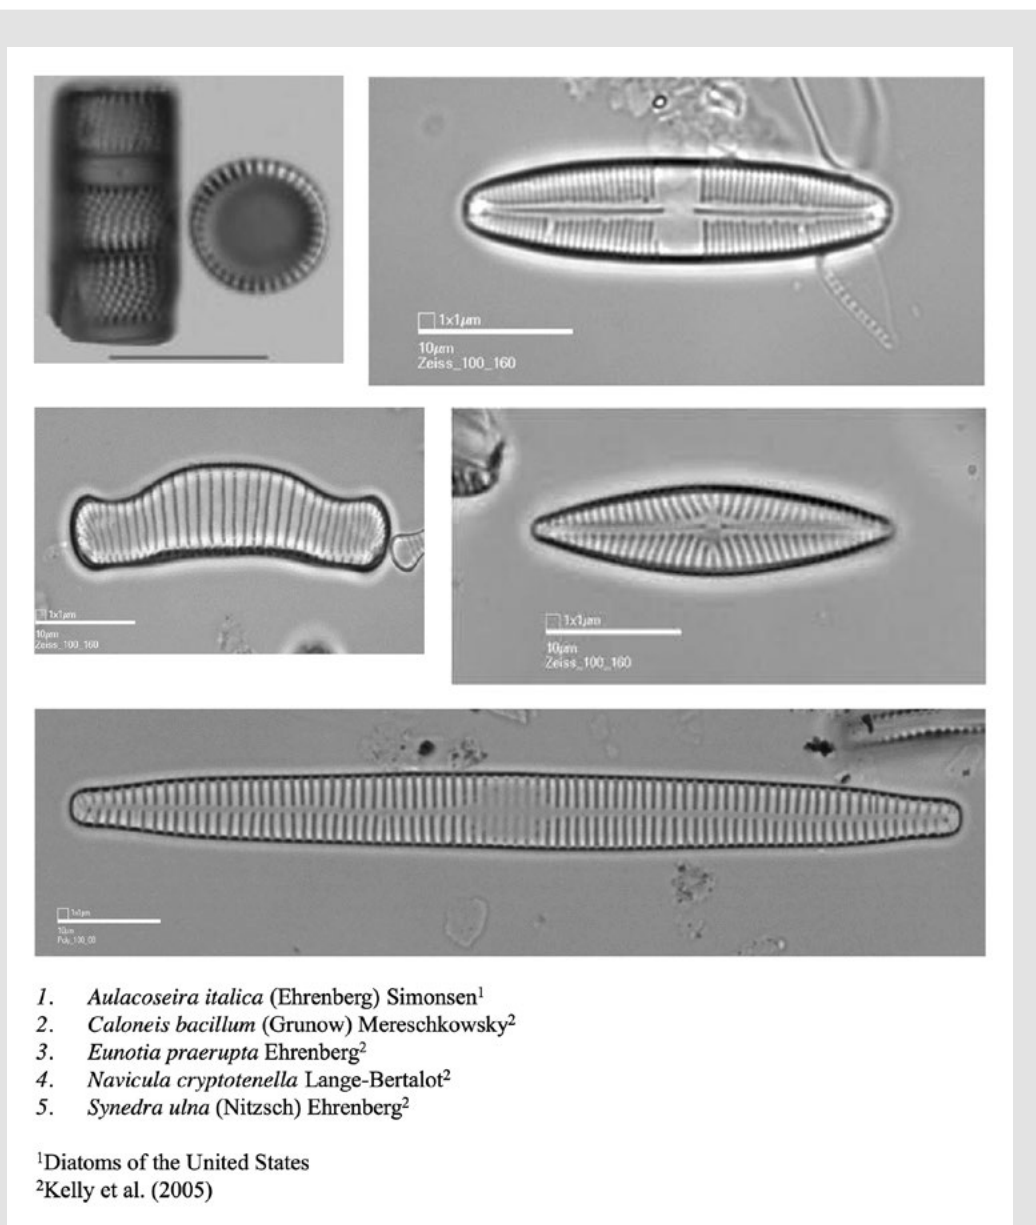 1x1µm
10µm
Zeiss_100_160
1x1µm
10µm
Zeiss_100_160
1x1µm
10µm
Zeiss_100_160
1x1µm
10µm
1. Aulacoseira italica (Ehrenberg) Simonsen¹
2. Caloneis bacillum (Grunow) Mereschkowsky²
3. Eunotia praerupta Ehrenberg²
4. Navicula cryptotenella Lange-Bertalot²
5. Synedra ulna (Nitzsch) Ehrenberg²
¹Diatoms of the United States
²Kelly et al. (2005)